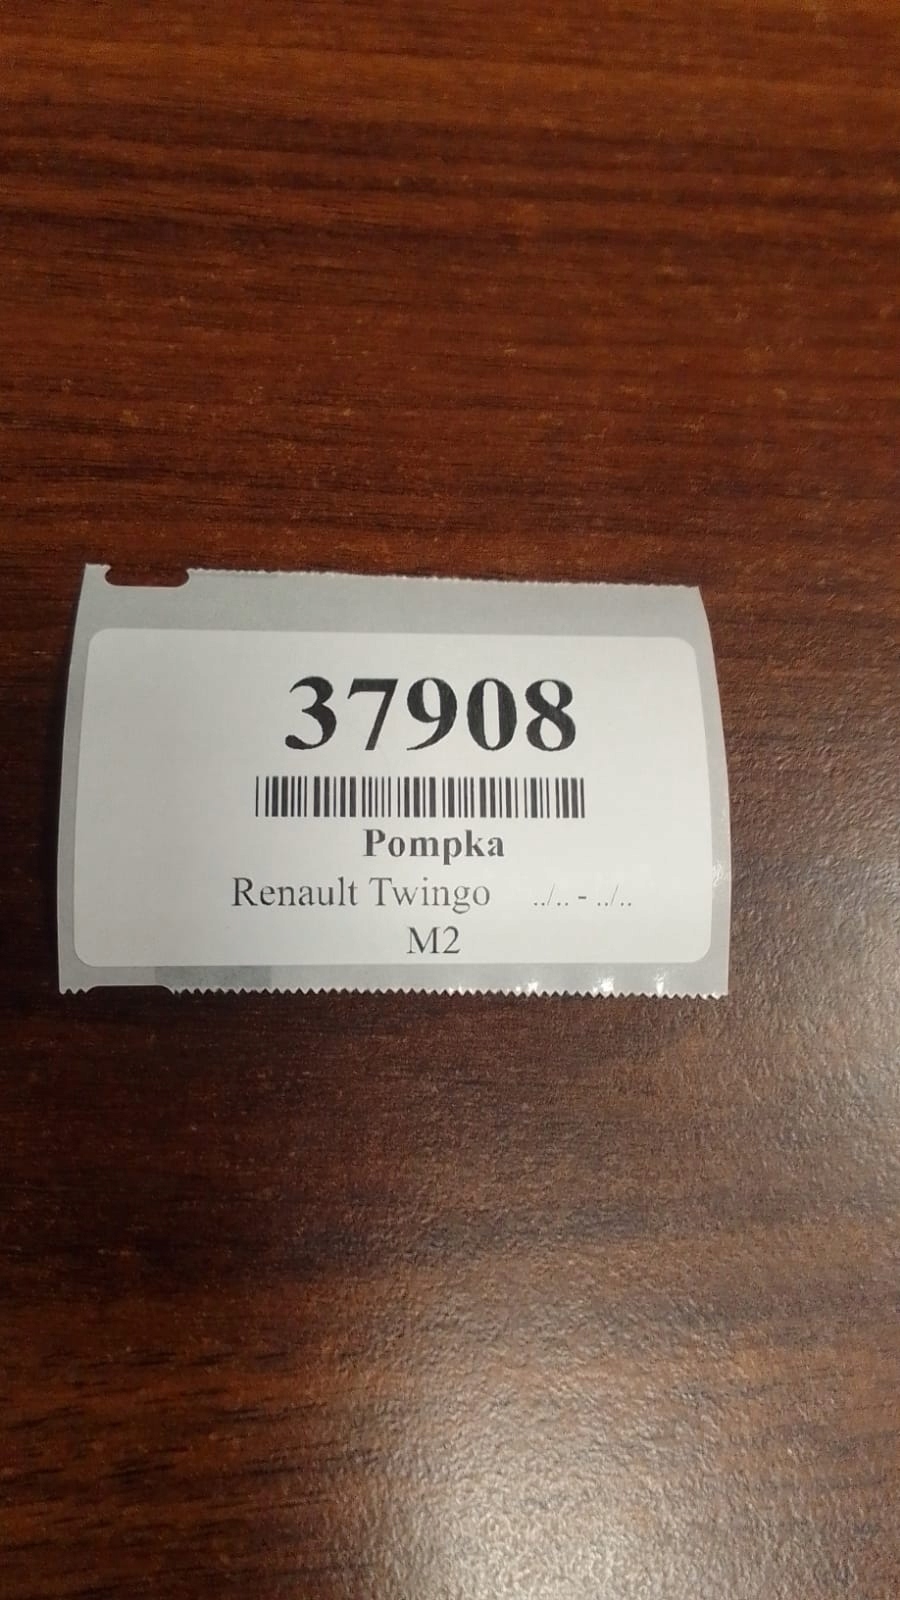 37908
Pompka
Renault Twingo ../.. - ../..
M2